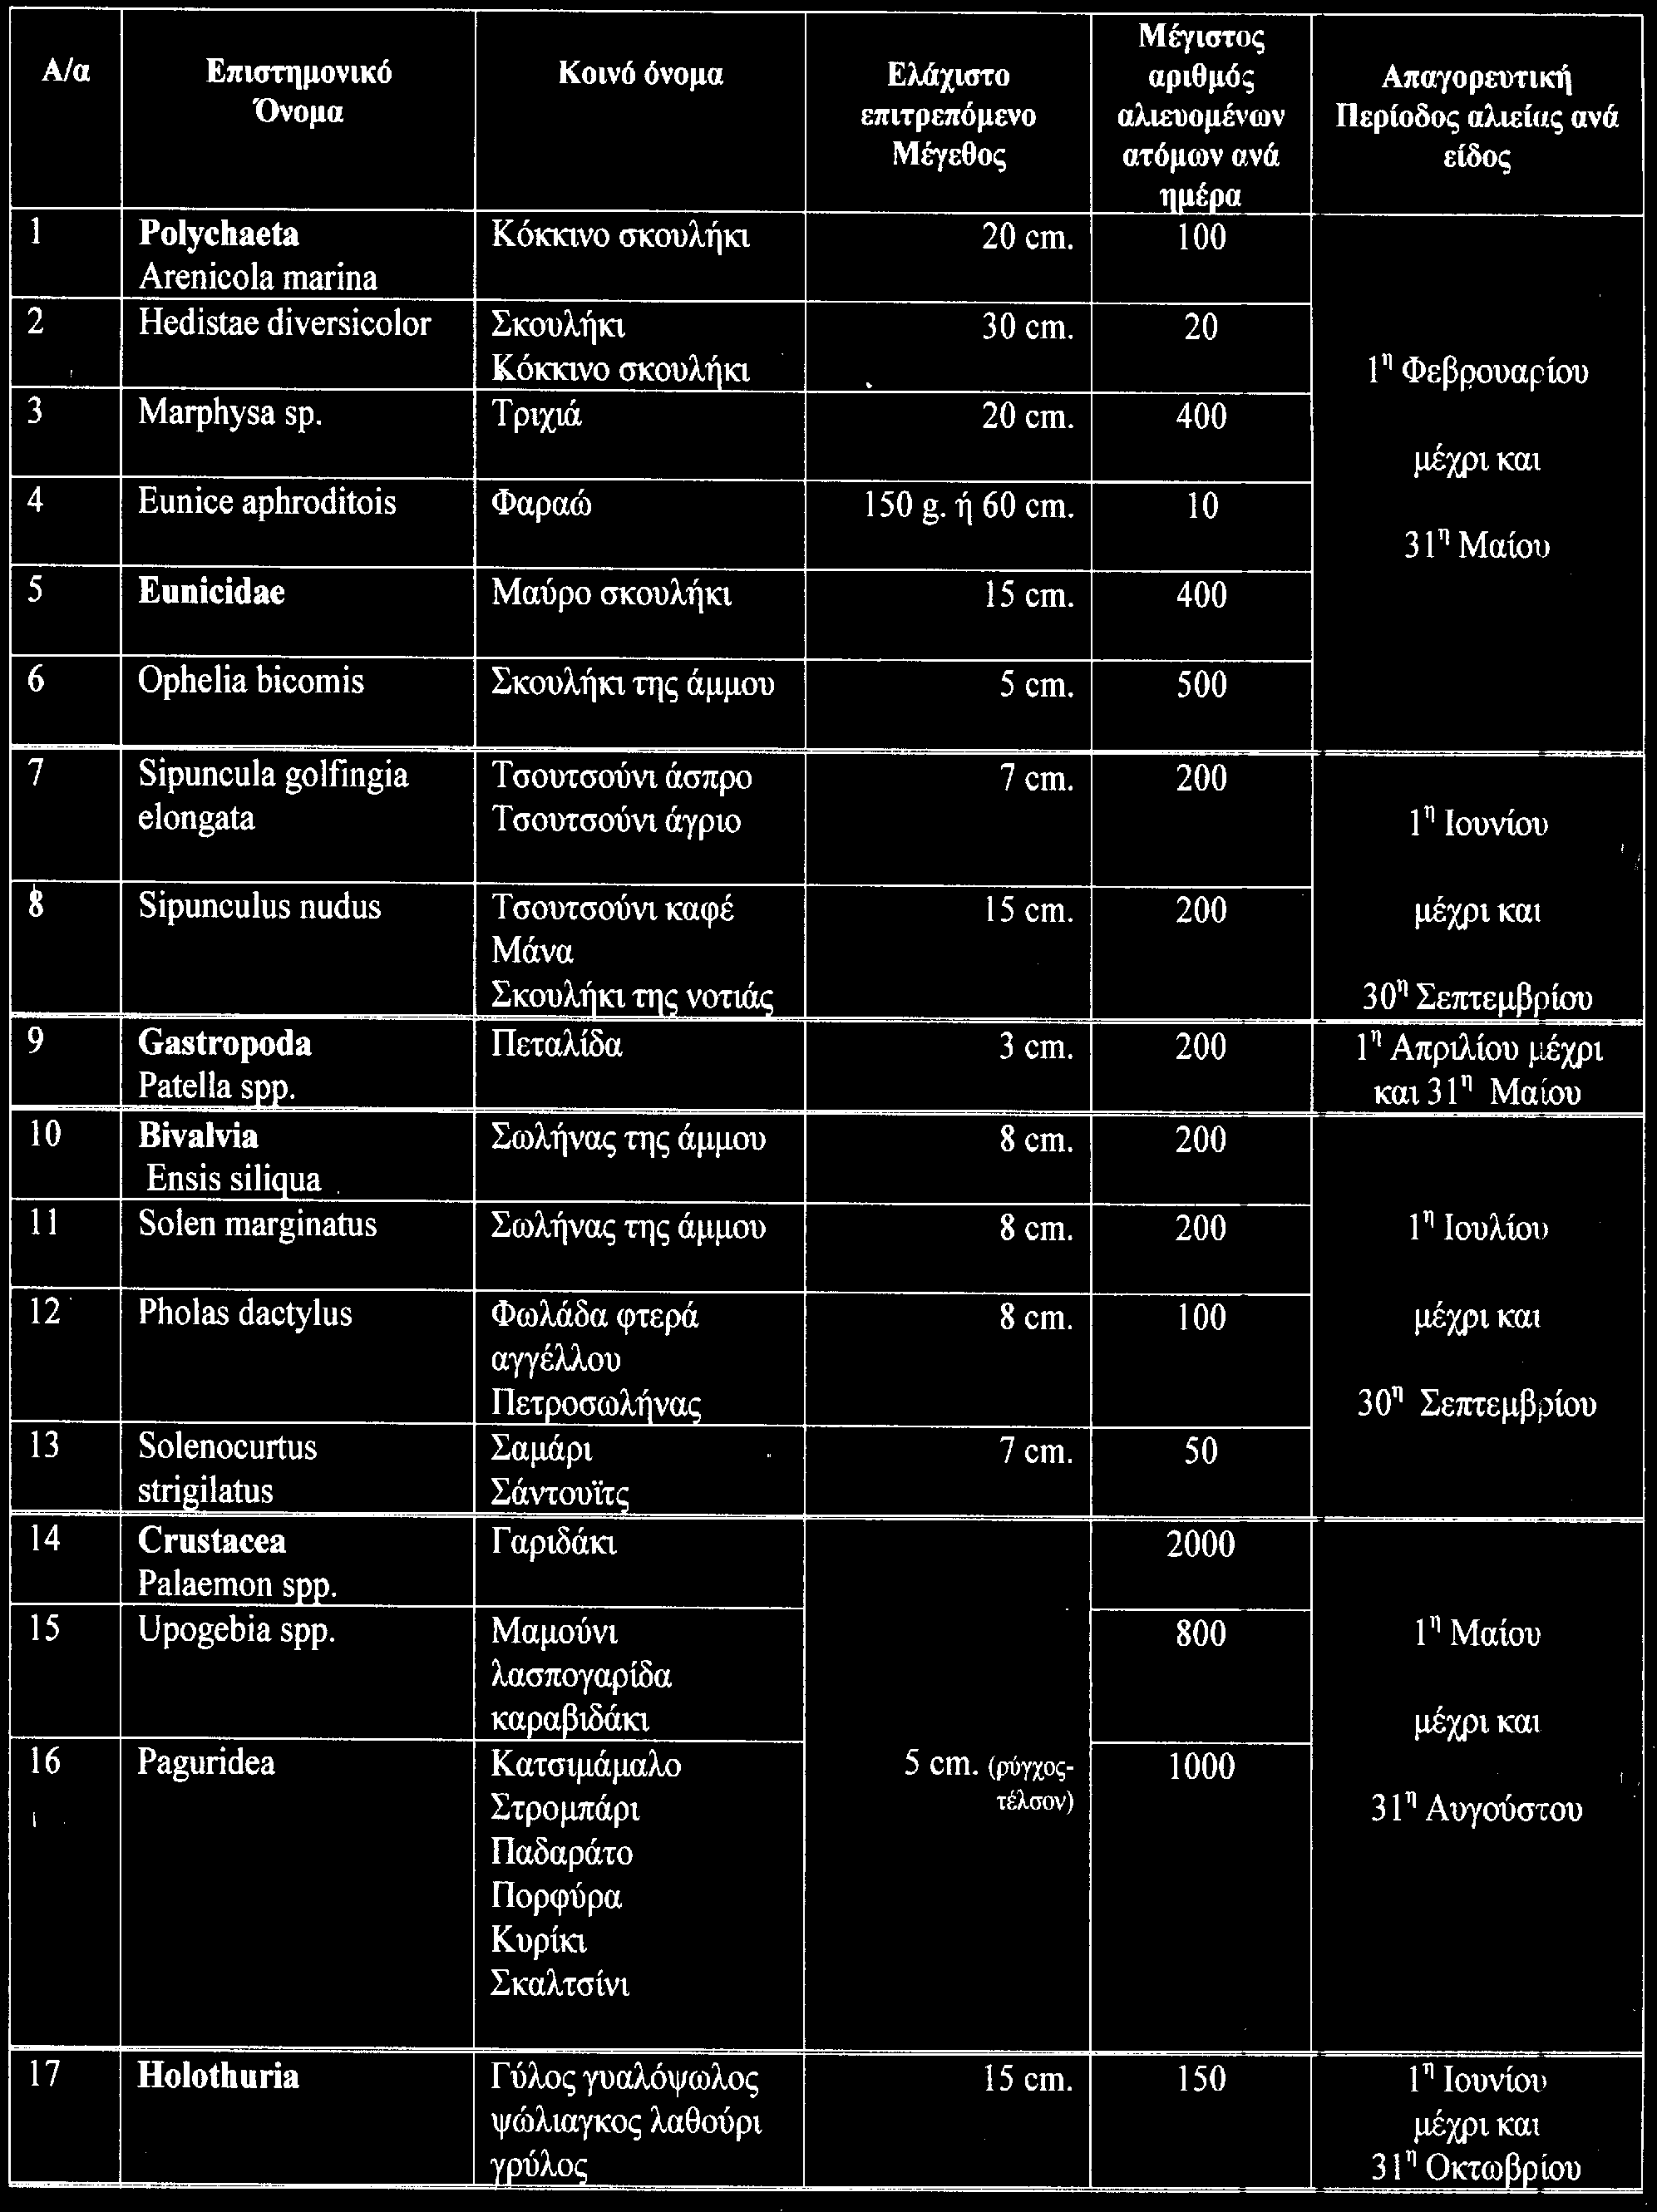 Α/α
Επιστημονικό
Όνομα
Κοινό όνομα
Ελάχιστο
επιτρεπόμενο
Μέγεθος
Μέγιστος
αριθμός
αλιευομένων
ατόμων ανά
ημέρα
Απαγορευτική
Περίοδος αλιείας ανά
είδος
1
Polychaeta
Arenicola marina
Κόκκινο σκουλήκι
20 cm.
100
2
Hedistae diversicolor
Σκουλήκι
Κόκκινο σκουλήκι
30 cm.
20
3
Marphysa sp.
Τριχιά
20 cm.
400
4
Eunice aphroditois
Φαραώ
150 g. ή 60 cm.
10
5
Eunicidae
Μαύρο σκουλήκι
15 cm.
400
6
Ophelia bicomis
Σκουλήκι της άμμου
5 cm.
500
1η Φεβρουαρίου
μέχρι και
31η Μαίου
7
Sipuncula golfingia
elongata
Τσουτσούνι άσπρο
Τσουτσούνι άγριο
7 cm.
200
8
Sipunculus nudus
Τσουτσούνι καφέ
Μάνα
Σκουλήκι της νοτιάς
15 cm.
200
1η Ιουνίου
μέχρι και
30η Σεπτεμβρίου
9
Gastropoda
Patella spp.
Πεταλίδα
3 cm.
200
1η Απριλίου μέχρι
και 31η Μαίου
10
Bivalvia
Ensis siliqua
Σωλήνας της άμμου
8 cm.
200
11
Solen marginatus
Σωλήνας της άμμου
8 cm.
200
12
Pholas dactylus
Φωλάδα φτερά
αγγέλλου
Πετροσωλήνας
8 cm.
100
13
Solenocurtus
strigilatus
Σαμάρι
Σάντουϊτς
7 cm.
50
1η Ιουλίου
μέχρι και
30η Σεπτεμβρίου
14
Crustacea
Palaemon spp.
Γαριδάκι
2000
15
Upogebia spp.
Μαμούνι
λασπογαρίδα
καραβιδάκι
800
16
Paguridea
Κατσιμάμαλο
Στρομπάρι
Παδαράτο
Πορφύρα
Κυρίκι
Σκαλτσίνι
5 cm. (ρύγχος-
τέλσον)
1000
1η Μαίου
μέχρι και
31η Αυγούστου
17
Holothuria
Γύλος γυαλόψωλος
ψώλιαγκος λαθούρι
γρύλος
15 cm.
150
1η Ιουνίου
μέχρι και
31η Οκτωβρίου